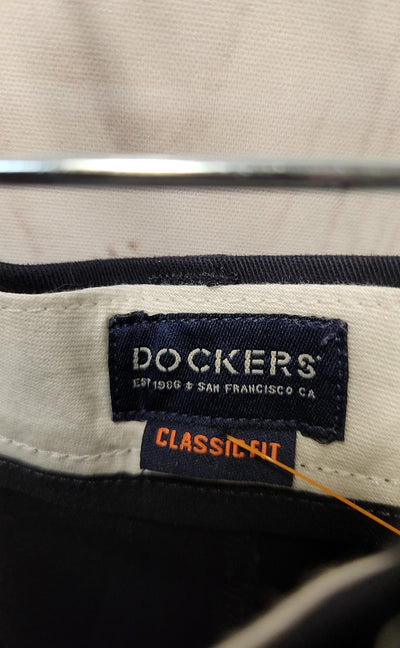 DOCKERS
EST 1986 ⚓ SAN FRANCISCO CA
CLASSIC FIT